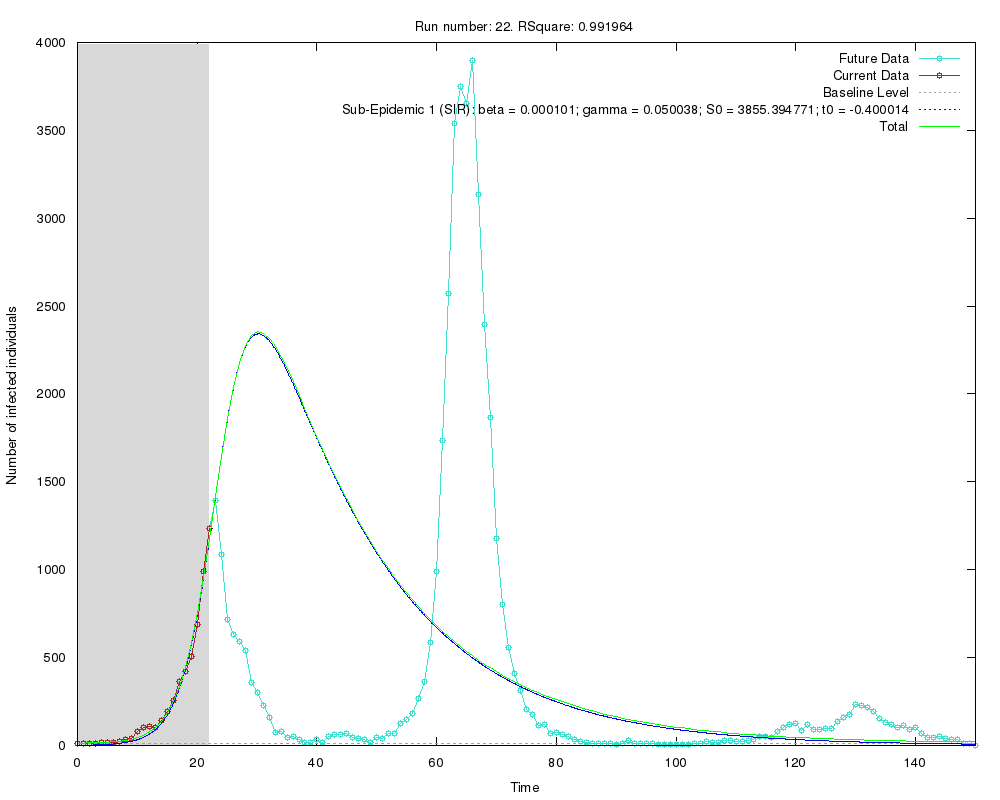 Run number: 22. RSquare: 0.991964
4000
3500
3000
2500
2000
1500
1000
500
0
Number of infected individuals
Future Data
Current Data
Baseline Level
Sub-Epidemic 1 (SIR): beta = 0.000101; gamma = 0.050038; S0 = 3855.394771; t0 = -0.400014
Total
0 20 40 60 80 100 120 140
Time